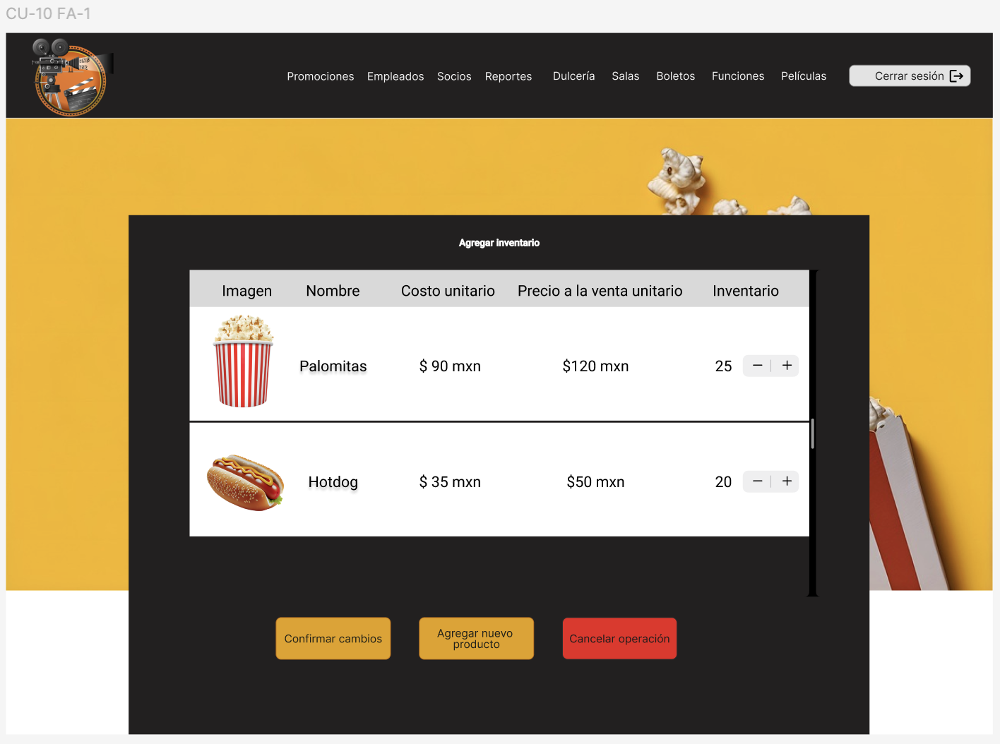 CU-10 FA-1
CINE
VER
Promociones Empleados Socios Reportes Dulcería Salas Boletos Funciones Películas Cerrar sesión
Agregar inventario
Imagen Nombre Costo unitario Precio a la venta unitario Inventario
Palomitas $ 90 mxn $120 mxn 25 − | +
Hotdog $ 35 mxn $50 mxn 20 − | +
Confirmar cambios
Agregar nuevo
producto
Cancelar operación